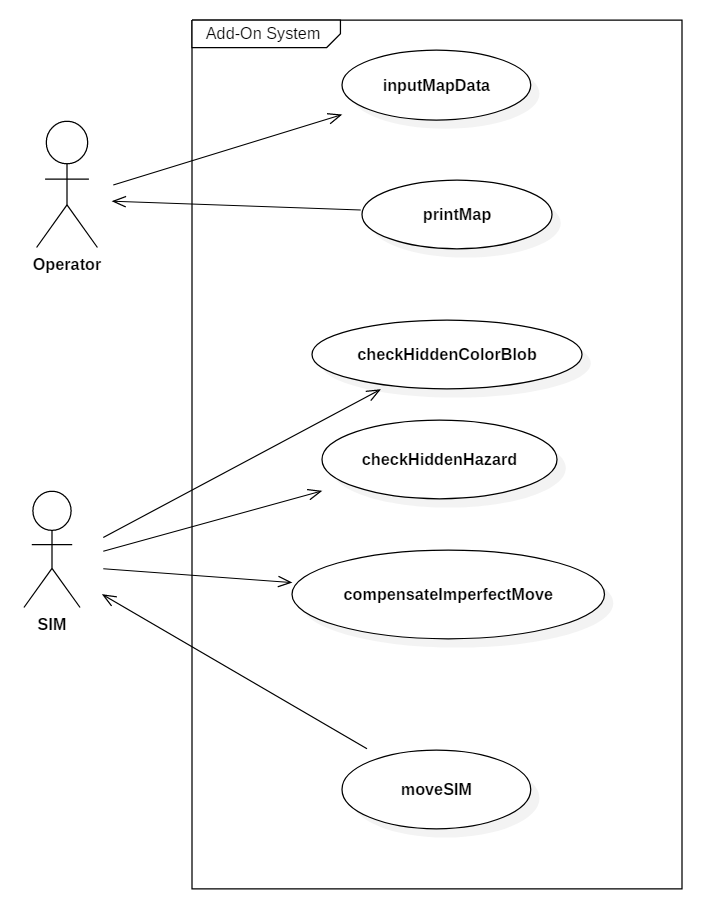 Add-On System
inputMapData
printMap
Operator
checkHiddenColorBlob
checkHiddenHazard
compensateImperfectMove
SIM
moveSIM